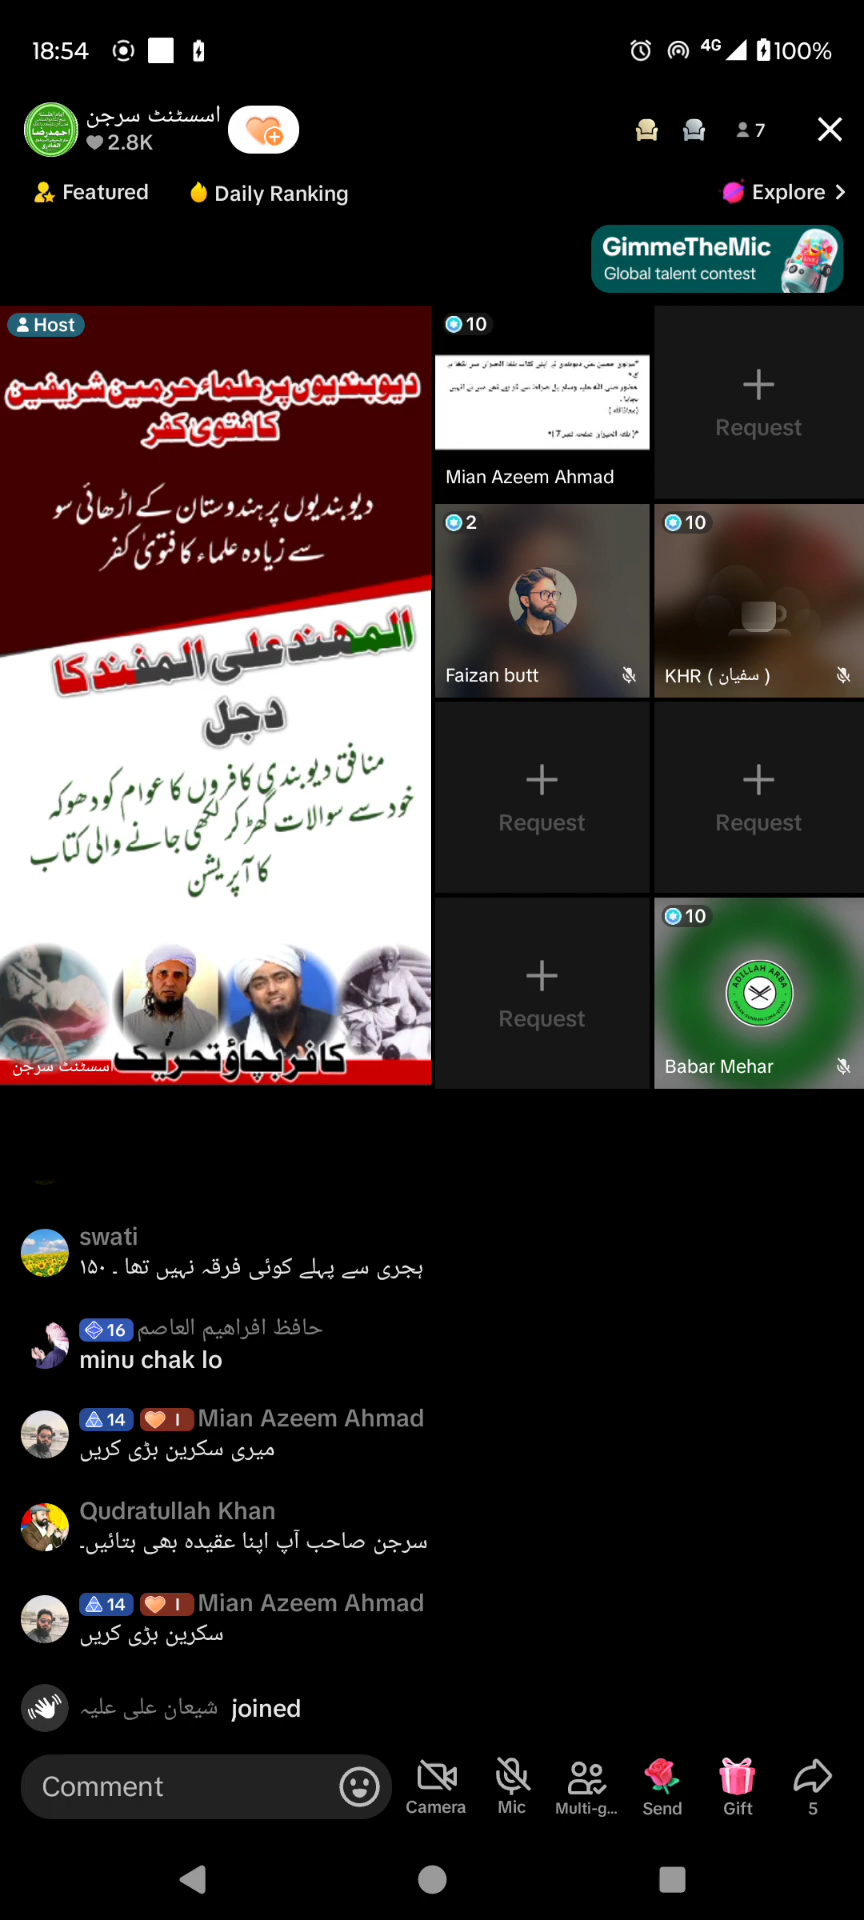 18:54
4G
100%
اسسٹنٹ سرجن
2.8K
7
Featured
Daily Ranking
Explore
GimmeTheMic
Global talent contest
Host
دیوبندیوں پر علماء حرمین شریفین
کا فتویٰ کفر
دیوبندیوں پر ہندوستان کے اڑھائی سو
سے زیادہ علماء کا فتویٰ کفر
المهند علی المفند کا
دجل
منافق دیوبندی کافروں کا عوام کو دھوکہ
خود سے سوالات گھڑ کر لکھی جانے والی کتاب
کا آپریشن
کافر بچاؤ تحریک
اسسٹنٹ سرجن
10
Mian Azeem Ahmad
Request
2
Faizan butt
10
KHR ( سفیان )
Request
Request
Request
10
ADILLAH ARBA
Babar Mehar
swati
ہجری سے پہلے کوئی فرقہ نہیں تھا ۔ ۱۵۰
16 حافظ افراهیم العاصم
minu chak lo
14 I Mian Azeem Ahmad
میری سکرین بڑی کریں
Qudratullah Khan
سرجن صاحب آپ اپنا عقیدہ بھی بتائیں۔
14 I Mian Azeem Ahmad
سکرین بڑی کریں
شیعان علی علیہ joined
Comment
Camera
Mic
Multi-g...
Send
Gift
5